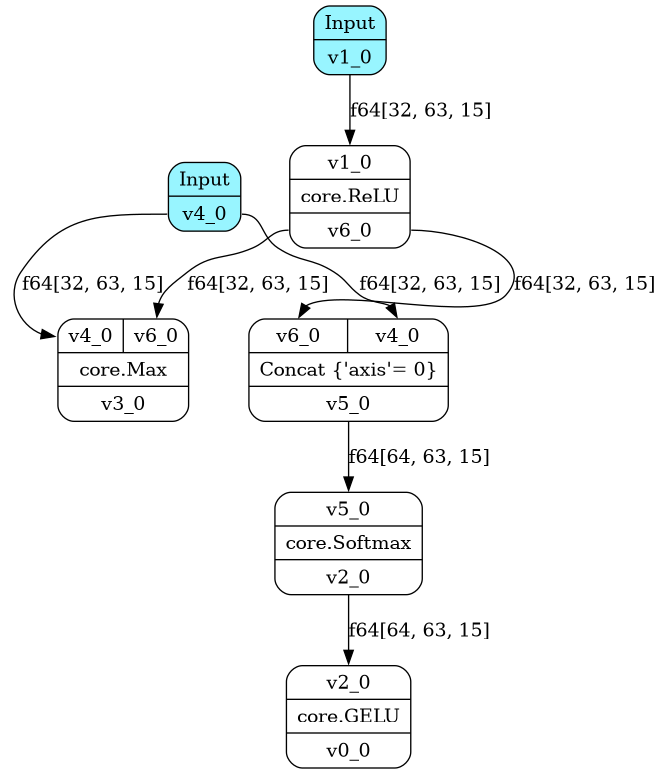 Input
v1_0
f64[32, 63, 15]
v1_0
Input
core.ReLU
v4_0
v6_0
f64[32, 63, 15]
f64[32, 63, 15]
f64[32, 63, 15]
f64[32, 63, 15]
v4_0
v6_0
v6_0
v4_0
core.Max
Concat {'axis'= 0}
v3_0
v5_0
f64[64, 63, 15]
v5_0
core.Softmax
v2_0
f64[64, 63, 15]
v2_0
core.GELU
v0_0